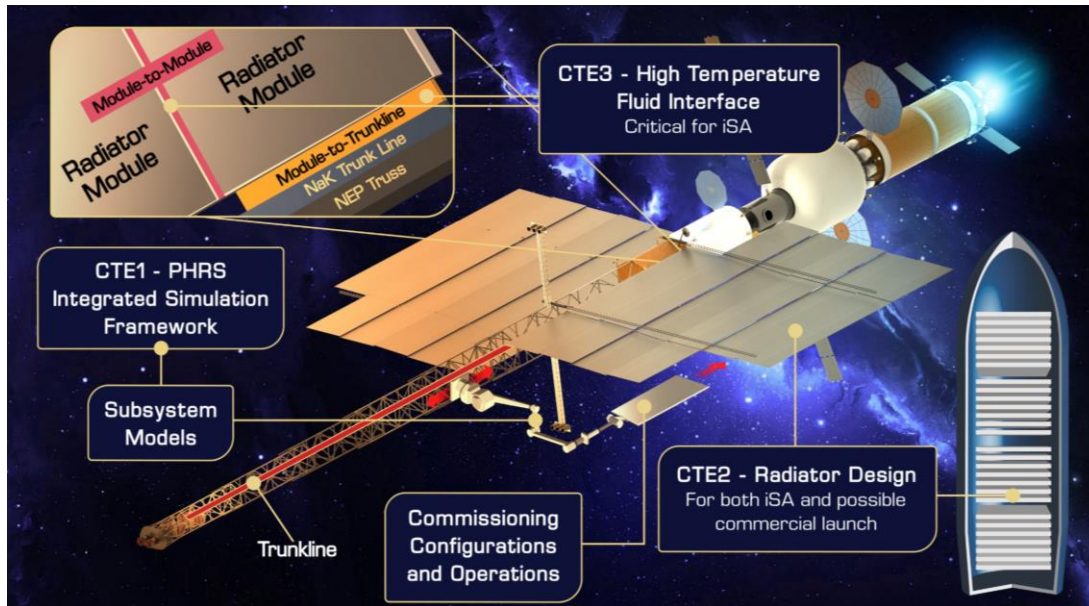 Module-to-Module
Radiator
Module
Radiator
Module
Module-to-Trunkline
NaK Trunk Line
NEP Truss
CTE3 - High Temperature
Fluid Interface
Critical for iSA
CTE1 - PHRS
Integrated Simulation
Framework
Subsystem
Models
Trunkline
Commissioning
Configurations
and Operations
CTE2 - Radiator Design
For both iSA and possible
commercial launch